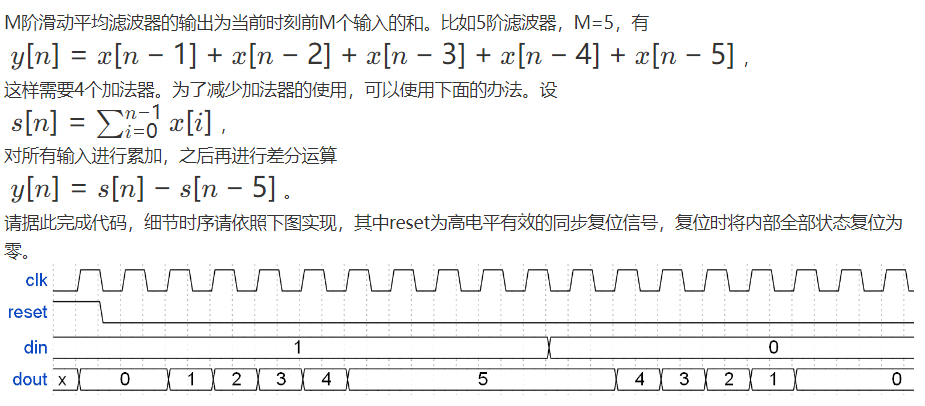 M阶滑动平均滤波器的输出为当前时刻前M个输入的和。比如5阶滤波器，M=5，有
y[n] = x[n − 1] + x[n − 2] + x[n − 3] + x[n − 4] + x[n − 5] ，
这样需要4个加法器。为了减少加法器的使用，可以使用下面的办法。设
s[n] = ∑_{i=0}^{n−1} x[i] ，
对所有输入进行累加，之后再进行差分运算
y[n] = s[n] − s[n − 5] 。
请据此完成代码，细节时序请依照下图实现，其中reset为高电平有效的同步复位信号，复位时将内部全部状态复位为
零。
clk
reset
din 1 0
dout x 0 1 2 3 4 5 4 3 2 1 0